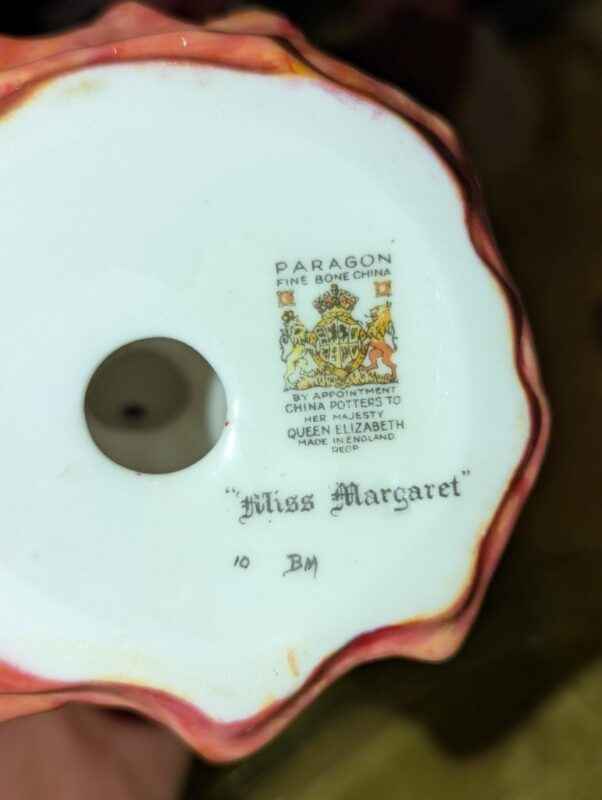 PARAGON
FINE BONE CHINA
BY APPOINTMENT
CHINA POTTERS TO
HER MAJESTY
QUEEN ELIZABETH
MADE IN ENGLAND
REGP
"Miss Margaret"
10 BM